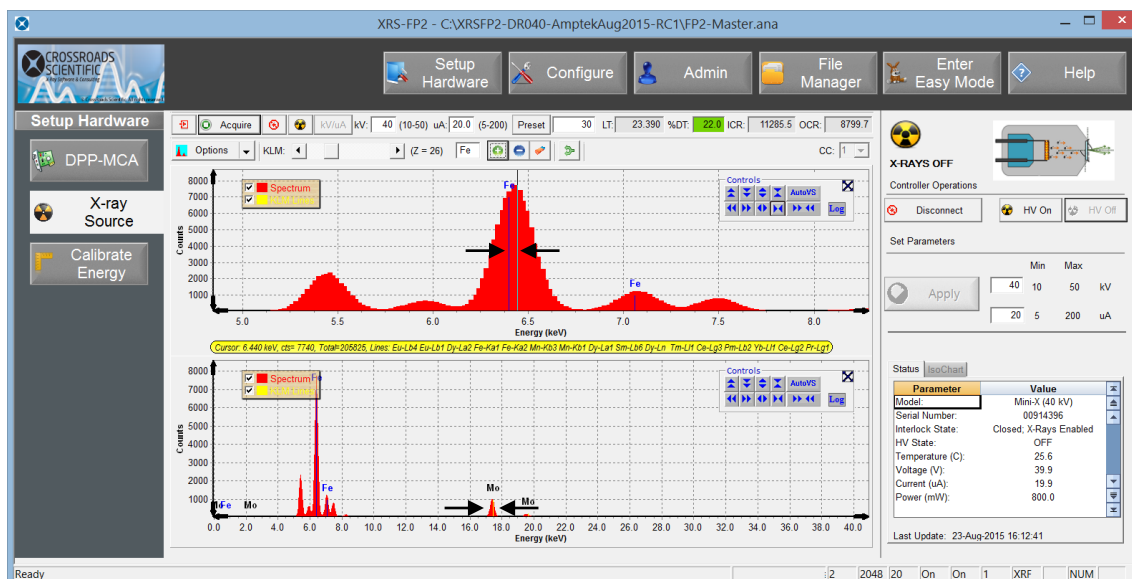 XRS-FP2 - C:\XRSFP2-DR040-AmptekAug2015-RC1\FP2-Master.ana
CROSSROADS
SCIENTIFIC
Setup Hardware
Configure
Admin
File Manager
Enter Easy Mode
Help
Setup Hardware
DPP-MCA
X-ray Source
Calibrate Energy
Acquire kV/uA kV: 40 (10-50) uA: 20.0 (5-200) Preset 30 LT: 23.390 %DT: 22.0 ICR: 11285.5 OCR: 8799.7
Options KLM: (Z = 26) Fe CC: 1
8000
7000
6000
5000
4000
3000
2000
1000
Counts
Spectrum
Fe
Fe
Controls
AutoVS
Log
5.0 5.5 6.0 6.5 7.0 7.5 8.0
Energy (keV)
Cursor: 6.440 keV, cts= 7740, Total=205825, Lines: Eu-Lb4 Eu-Lb1 Dy-La2 Fe-Ka1 Fe-Ka2 Mn-Kb3 Mn-Kb1 Dy-La1 Sm-Lb6 Dy-Ln Tm-Ll1 Ce-Lg3 Pm-Lb2 Yb-Ll1 Ce-Lg2 Pr-Lg1
8000
7000
6000
5000
4000
3000
2000
1000
Counts
Spectrum
Fe
Fe
Mo
Mo
Fe
Mo
Controls
AutoVS
Log
0.0 2.0 4.0 6.0 8.0 10.0 12.0 14.0 16.0 18.0 20.0 22.0 24.0 26.0 28.0 30.0 32.0 34.0 36.0 38.0 40.0
Energy (keV)
X-RAYS OFF
Controller Operations
Disconnect HV On HV Off
Set Parameters
Min Max
Apply
40 10 50 kV
20 5 200 uA
Status IsoChart
Parameter Value
Model: Mini-X (40 kV)
Serial Number: 00914396
Interlock State: Closed; X-Rays Enabled
HV State: OFF
Temperature (C): 25.6
Voltage (V): 39.9
Current (uA): 19.9
Power (mW): 800.0
Last Update: 23-Aug-2015 16:12:41
Ready
2 2048 20 On On 1 XRF NUM